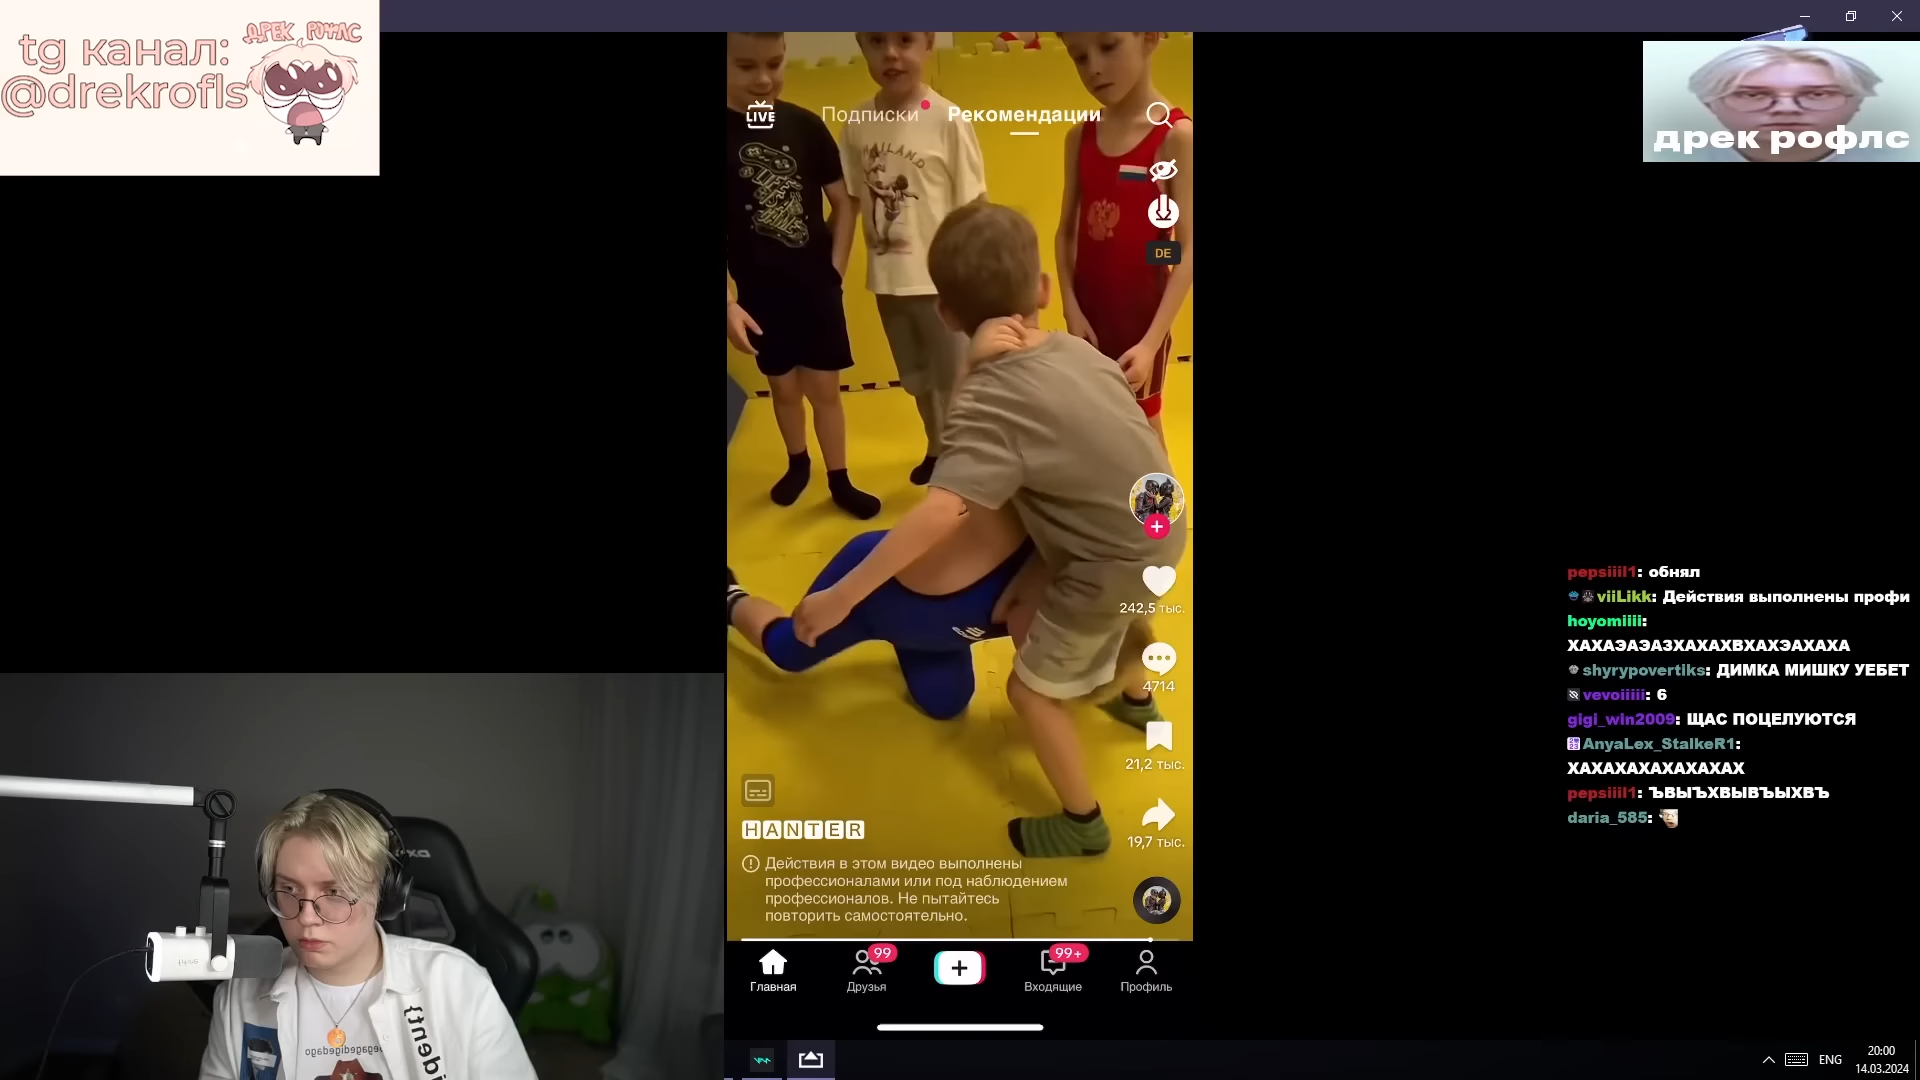 tg канал:
@drekrofls
ДРЕК РОФЛС
LIVE
Подписки
Рекомендации
THAILAND
DE
242,5 тыс.
4714
21,2 тыс.
19,7 тыс.
HANTER
Действия в этом видео выполнены
профессионалами или под наблюдением
профессионалов. Не пытайтесь
повторить самостоятельно.
99
99+
Главная
Друзья
Входящие
Профиль
дрек рофлс
pepsiiil1: обнял
viiLikk: Действия выполнены профи
hoyomiiii:
ХАХАЭАЭАЗХАХАХВХАХЭАХАХА
shyrypovertiks: ДИМКА МИШКУ УЕБЕТ
vevoiiiii: 6
gigi_win2009: ЩАС ПОЦЕЛУЮТСЯ
AnyaLex_StalkeR1:
ХАХАХАХАХАХАХАХ
pepsiiil1: ЪВЫЪХВЫВЪЫХВЪ
daria_585:
ENG
20:00
14.03.2024